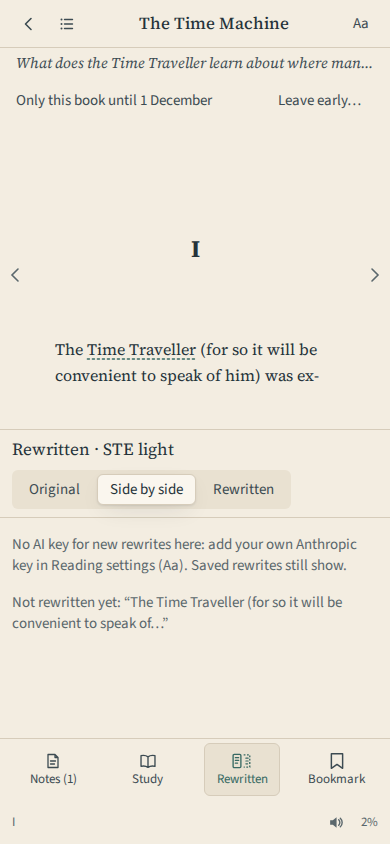 The Time Machine
Aa
What does the Time Traveller learn about where man...
Only this book until 1 December
Leave early…
I
The Time Traveller (for so it will be
convenient to speak of him) was ex-
Rewritten · STE light
Original
Side by side
Rewritten
No AI key for new rewrites here: add your own Anthropic
key in Reading settings (Aa). Saved rewrites still show.
Not rewritten yet: “The Time Traveller (for so it will be
convenient to speak of…”
Notes (1)
Study
Rewritten
Bookmark
I
2%